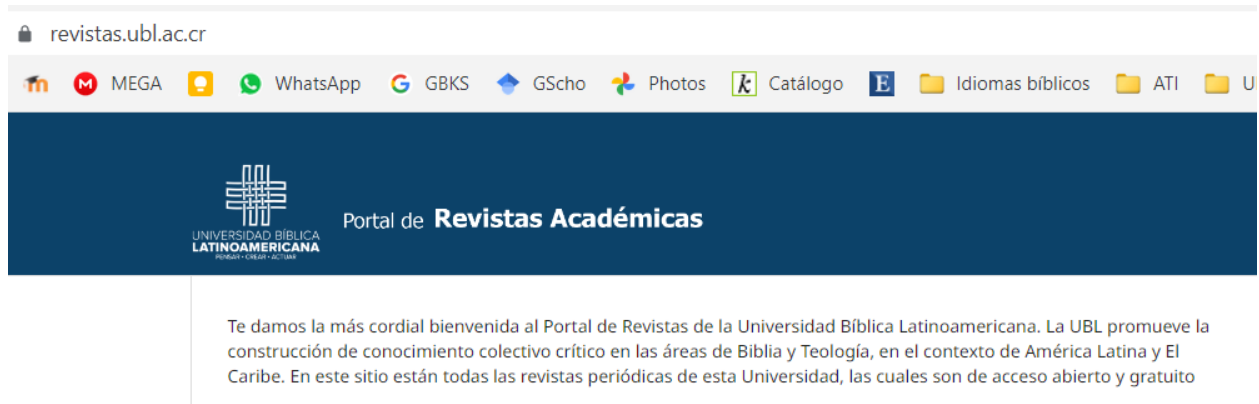 revistas.ubl.ac.cr
MEGA WhatsApp GBKS GScho Photos k Catálogo E Idiomas bíblicos ATI U
UNIVERSIDAD BÍBLICA
LATINOAMERICANA
PENSAR • CREAR • ACTUAR
Portal de Revistas Académicas
Te damos la más cordial bienvenida al Portal de Revistas de la Universidad Bíblica Latinoamericana. La UBL promueve la
construcción de conocimiento colectivo crítico en las áreas de Biblia y Teología, en el contexto de América Latina y El
Caribe. En este sitio están todas las revistas periódicas de esta Universidad, las cuales son de acceso abierto y gratuito